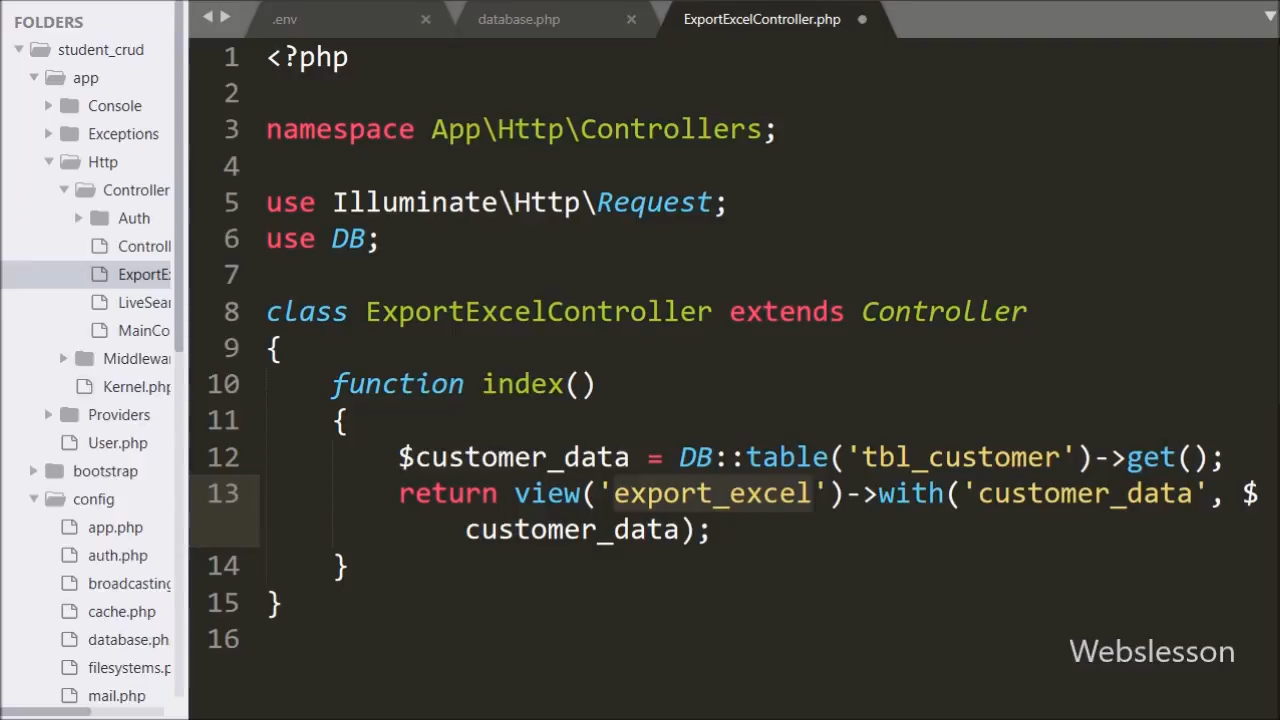 FOLDERS
student_crud
app
Console
Exceptions
Http
Controller
Auth
Controll
ExportEx
LiveSear
MainCo
Middlewa
Kernel.php
Providers
User.php
bootstrap
config
app.php
auth.php
broadcasting
cache.php
database.ph
filesystems.p
mail.php
.env
database.php
ExportExcelController.php
1 <?php
2
3 namespace App\Http\Controllers;
4
5 use Illuminate\Http\Request;
6 use DB;
7
8 class ExportExcelController extends Controller
9 {
10 function index()
11 {
12 $customer_data = DB::table('tbl_customer')->get();
13 return view('export_excel')->with('customer_data', $
customer_data);
14 }
15 }
16
Webslesson